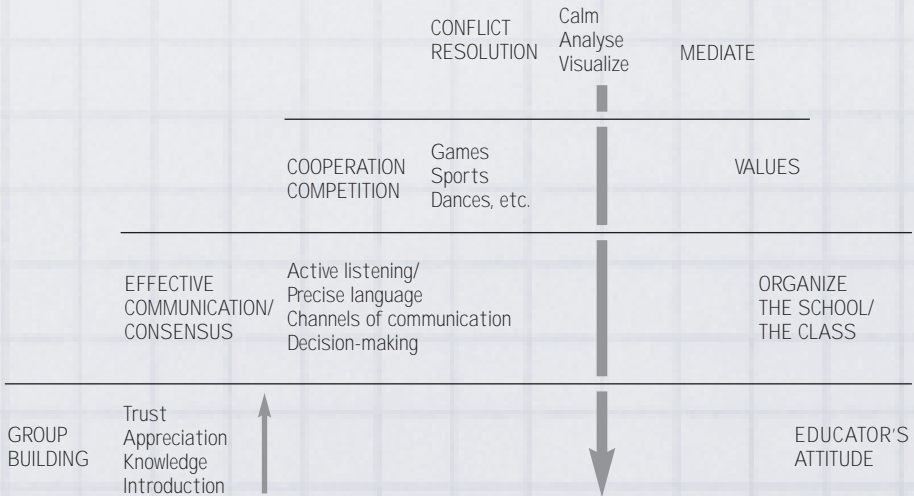 CONFLICT
RESOLUTION
Calm
Analyse
Visualize
MEDIATE
COOPERATION
COMPETITION
Games
Sports
Dances, etc.
VALUES
EFFECTIVE
COMMUNICATION/
CONSENSUS
Active listening/
Precise language
Channels of communication
Decision-making
ORGANIZE
THE SCHOOL/
THE CLASS
GROUP
BUILDING
Trust
Appreciation
Knowledge
Introduction
EDUCATOR'S
ATTITUDE